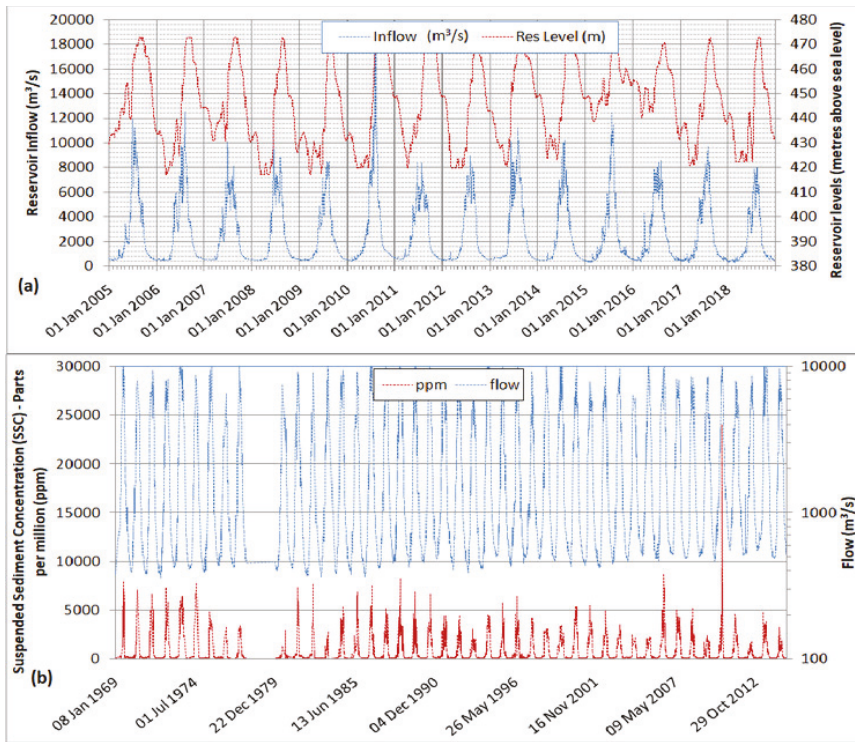 Inflow (m³/s) Res Level (m)
Reservoir Inflow (m³/s)
20000
18000
16000
14000
12000
10000
8000
6000
4000
2000
0
480
470
460
450
440
430
420
410
400
390
380
Reservoir levels (metres above sea level)
(a)
01 Jan 2005
01 Jan 2006
01 Jan 2007
01 Jan 2008
01 Jan 2009
01 Jan 2010
01 Jan 2011
01 Jan 2012
01 Jan 2013
01 Jan 2014
01 Jan 2015
01 Jan 2016
01 Jan 2017
01 Jan 2018
ppm flow
Suspended Sediment Concentration (SSC) - Parts
per million (ppm)
30000
25000
20000
15000
10000
5000
0
10000
1000
100
Flow (m³/s)
(b)
08 Jan 1969
01 Jul 1974
22 Dec 1979
13 Jun 1985
04 Dec 1990
26 May 1996
16 Nov 2001
09 May 2007
29 Oct 2012